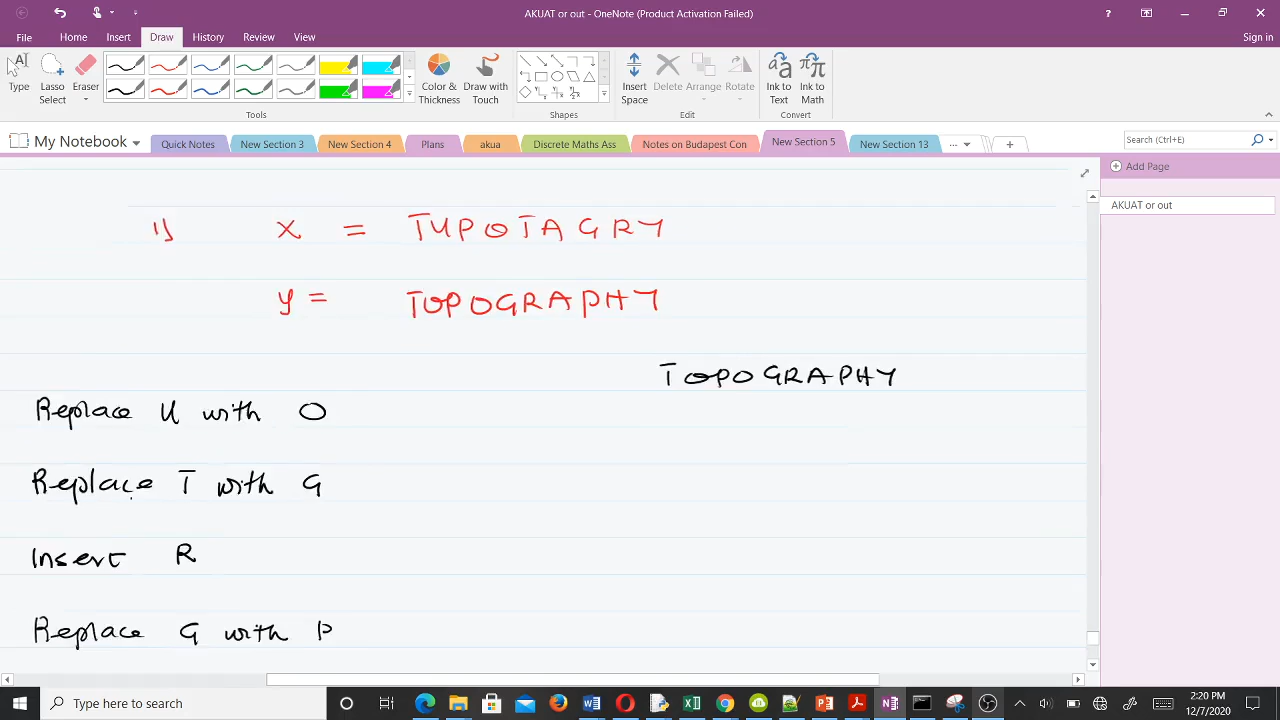 AKUAT or out - OneNote (Product Activation Failed)
File Home Insert Draw History Review View Sign in
Type Lasso Select Eraser Color & Thickness Draw with Touch Insert Space Delete Arrange Rotate Ink to Text Ink to Math
Tools Shapes Edit Convert
My Notebook Quick Notes New Section 3 New Section 4 Plans akua Discrete Maths Ass Notes on Budapest Con New Section 5 New Section 13 ... Search (Ctrl+E)
Add Page
AKUAT or out
x = TUPOTAGRY
y = TOPOGRAPHY
TOPOGRAPHY
Replace U with O
Replace T with G
Insert R
Replace G with P
Type here to search
2:20 PM
12/7/2020